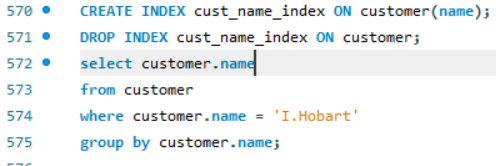 570 CREATE INDEX cust_name_index ON customer(name);
571 DROP INDEX cust_name_index ON customer;
572 select customer.name
573 from customer
574 where customer.name = 'I.Hobart'
575 group by customer.name;